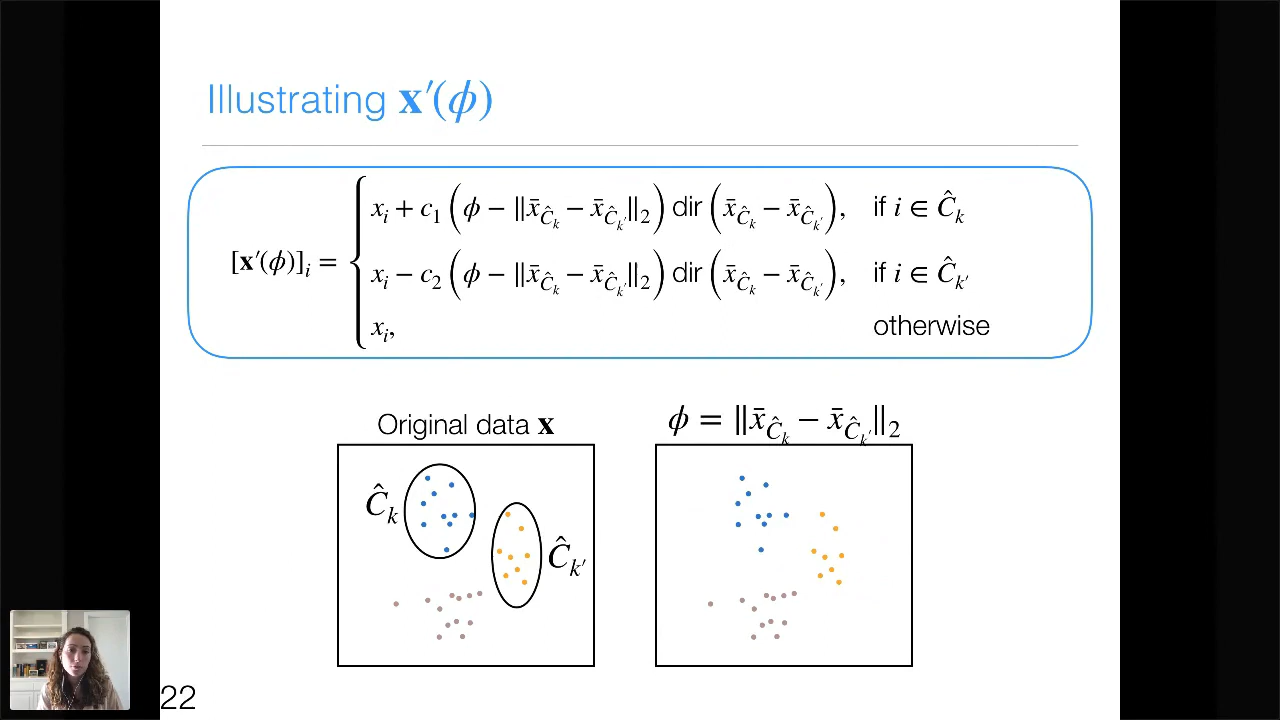 Illustrating x′(ϕ)
[x′(ϕ)]ᵢ =
xᵢ + c₁ (ϕ − ‖x̄_Ĉₖ − x̄_Ĉₖ′‖₂) dir (x̄_Ĉₖ − x̄_Ĉₖ′), if i ∈ Ĉₖ
xᵢ − c₂ (ϕ − ‖x̄_Ĉₖ − x̄_Ĉₖ′‖₂) dir (x̄_Ĉₖ − x̄_Ĉₖ′), if i ∈ Ĉₖ′
xᵢ, otherwise
Original data x
ϕ = ‖x̄_Ĉₖ − x̄_Ĉₖ′‖₂
Ĉₖ
Ĉₖ′
22